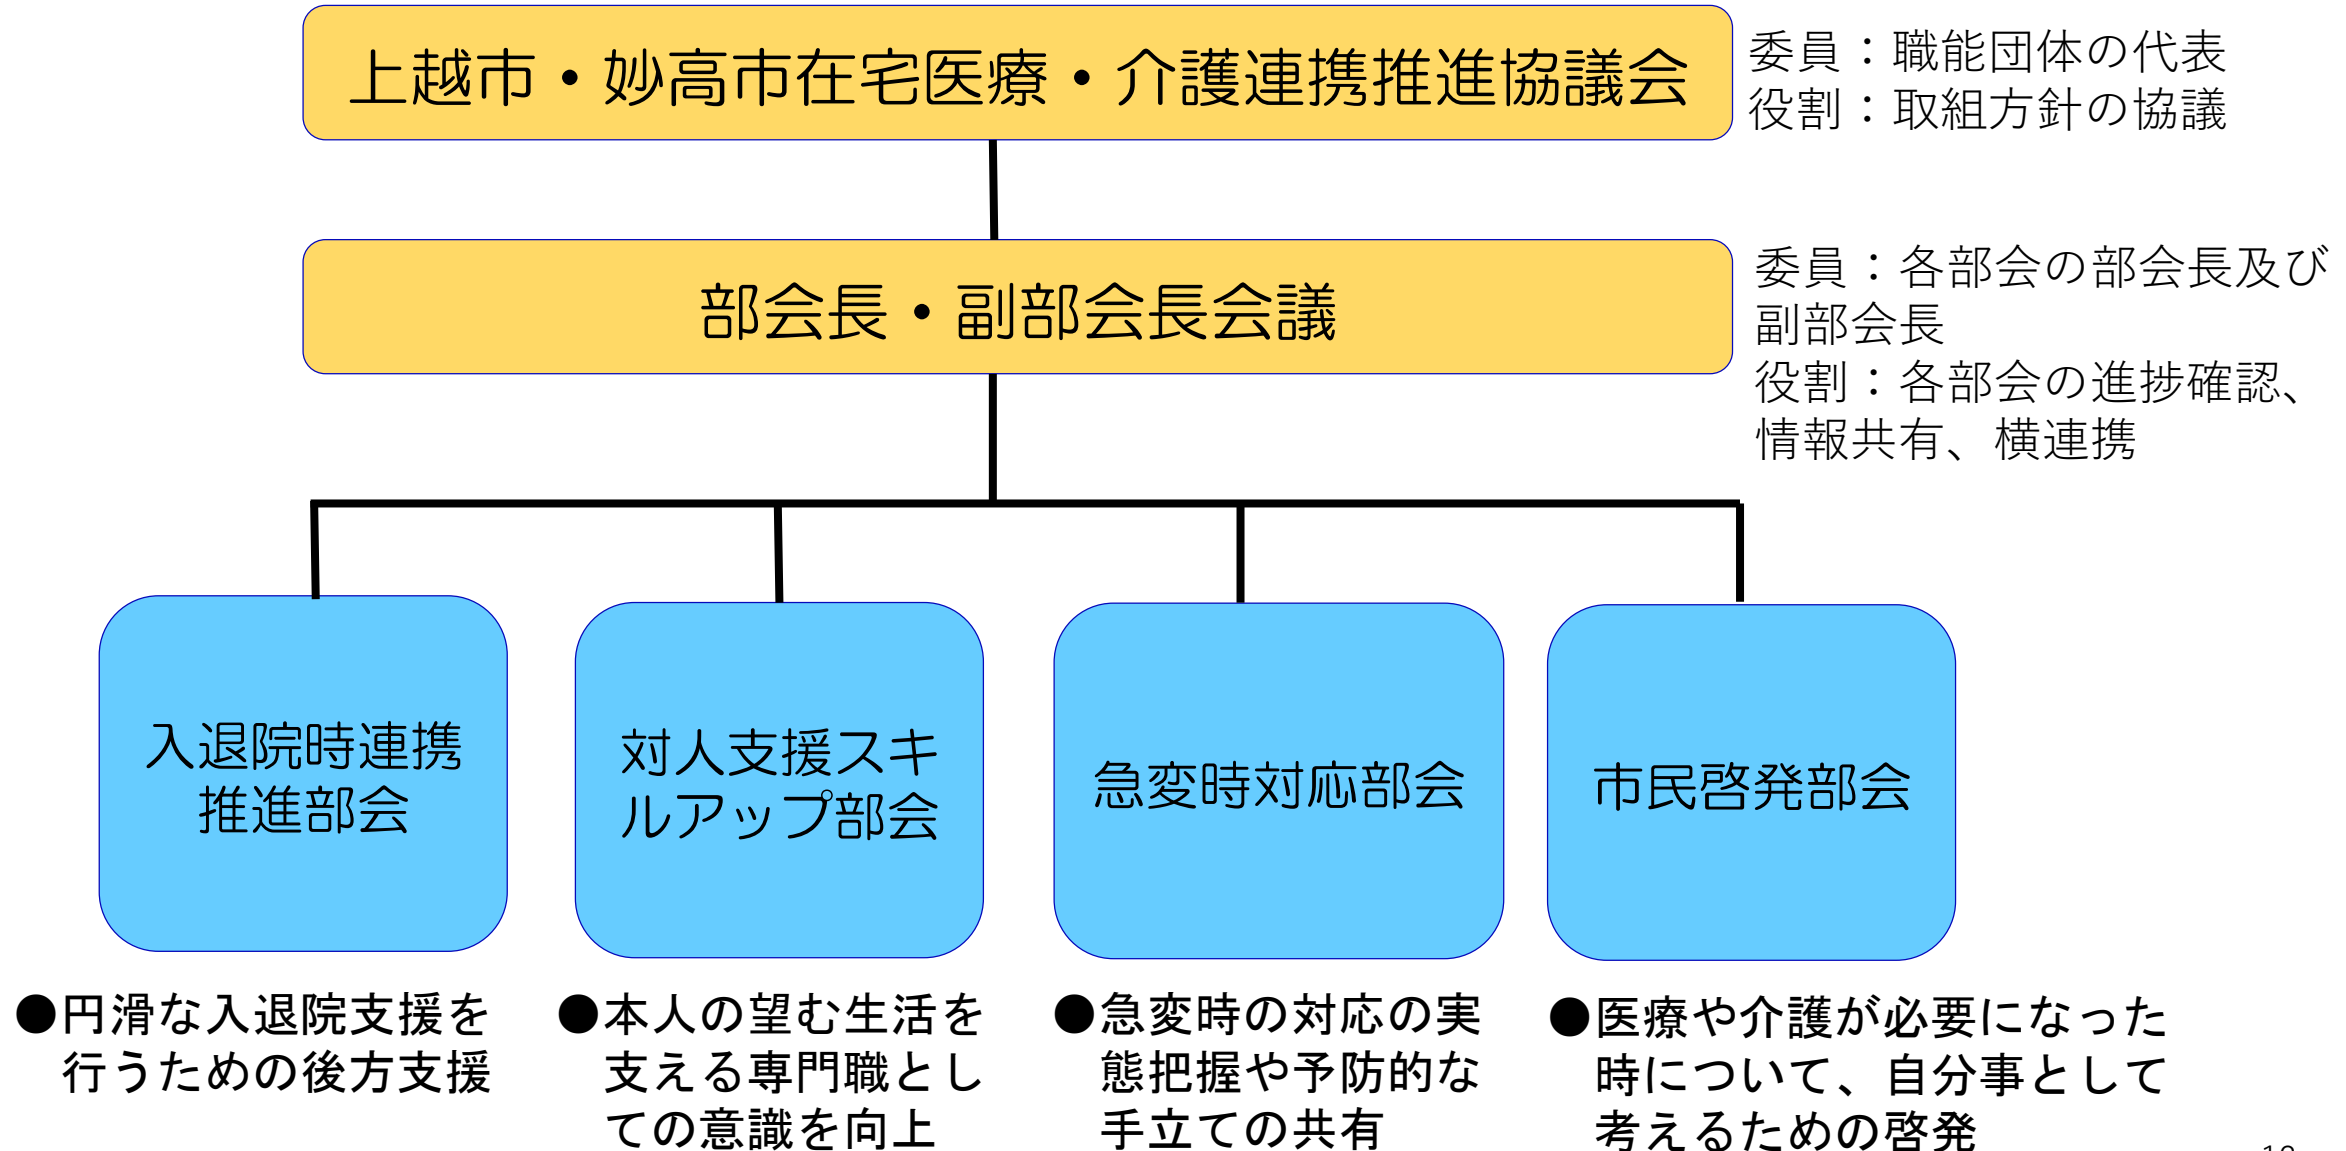 上越市・妙高市在宅医療・介護連携推進協議会
委員：職能団体の代表
役割：取組方針の協議
部会長・副部会長会議
委員：各部会の部会長及び
副部会長
役割：各部会の進捗確認、
情報共有、横連携
入退院時連携
推進部会
対人支援スキ
ルアップ部会
急変時対応部会
市民啓発部会
●円滑な入退院支援を
行うための後方支援
●本人の望む生活を
支える専門職とし
ての意識を向上
●急変時の対応の実
態把握や予防的な
手立ての共有
●医療や介護が必要になった
時について、自分事として
考えるための啓発